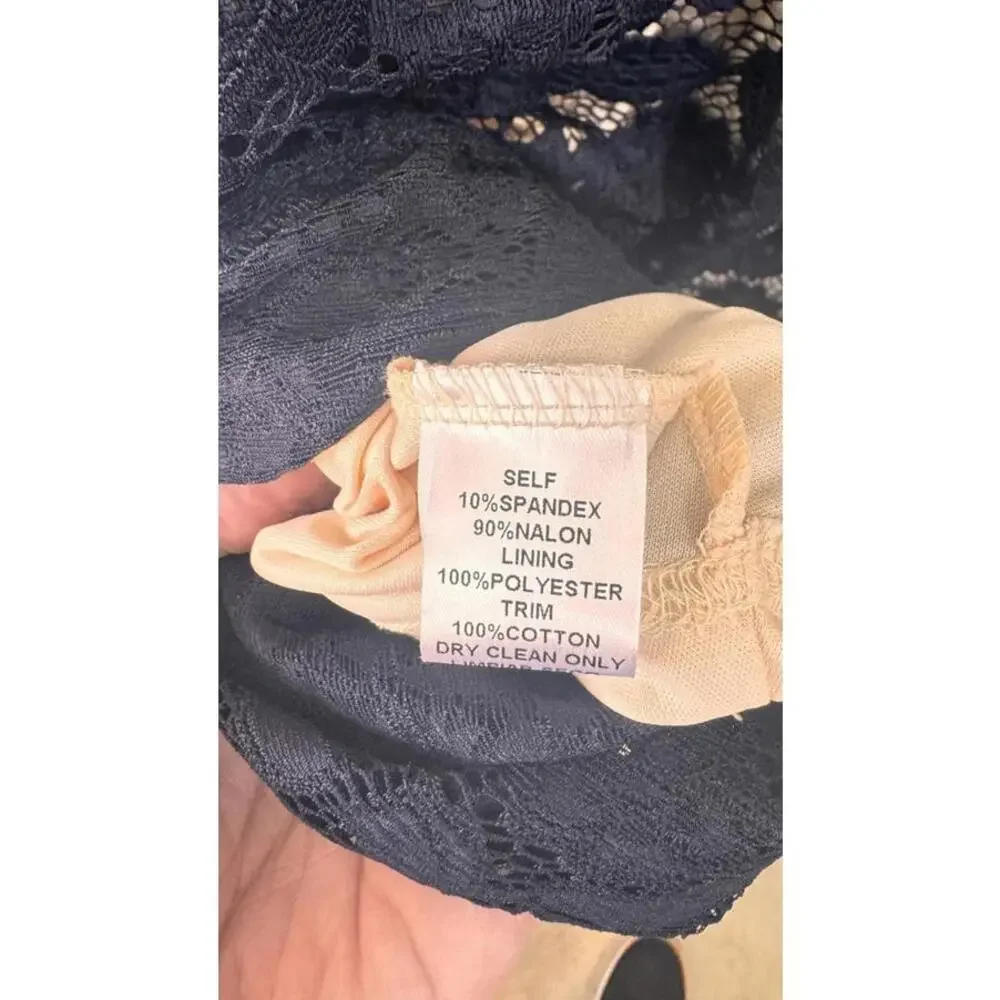 SELF
10%SPANDEX
90%NALON
LINING
100%POLYESTER
TRIM
100%COTTON
DRY CLEAN ONLY